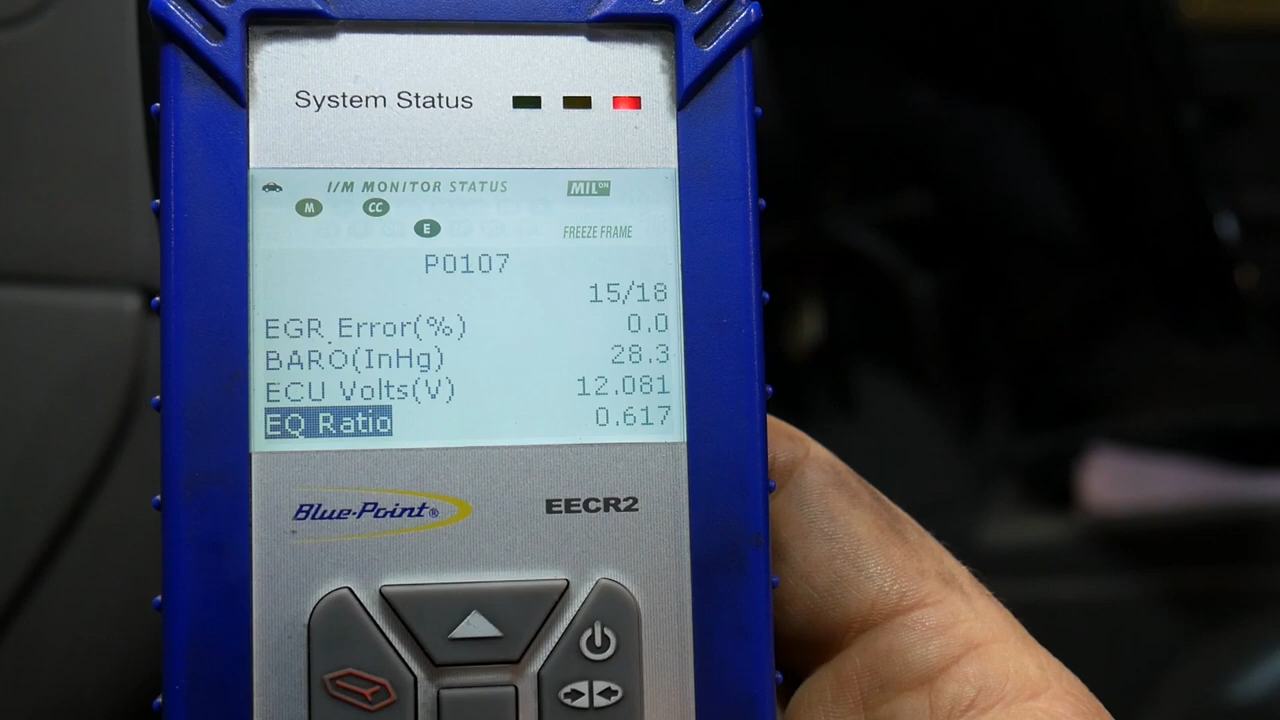 System Status
I/M MONITOR STATUS MIL ON
M CC
E FREEZE FRAME
P0107
15/18
EGR Error(%) 0.0
BARO(InHg) 28.3
ECU Volts(V) 12.081
EQ Ratio 0.617
Blue-Point® EECR2